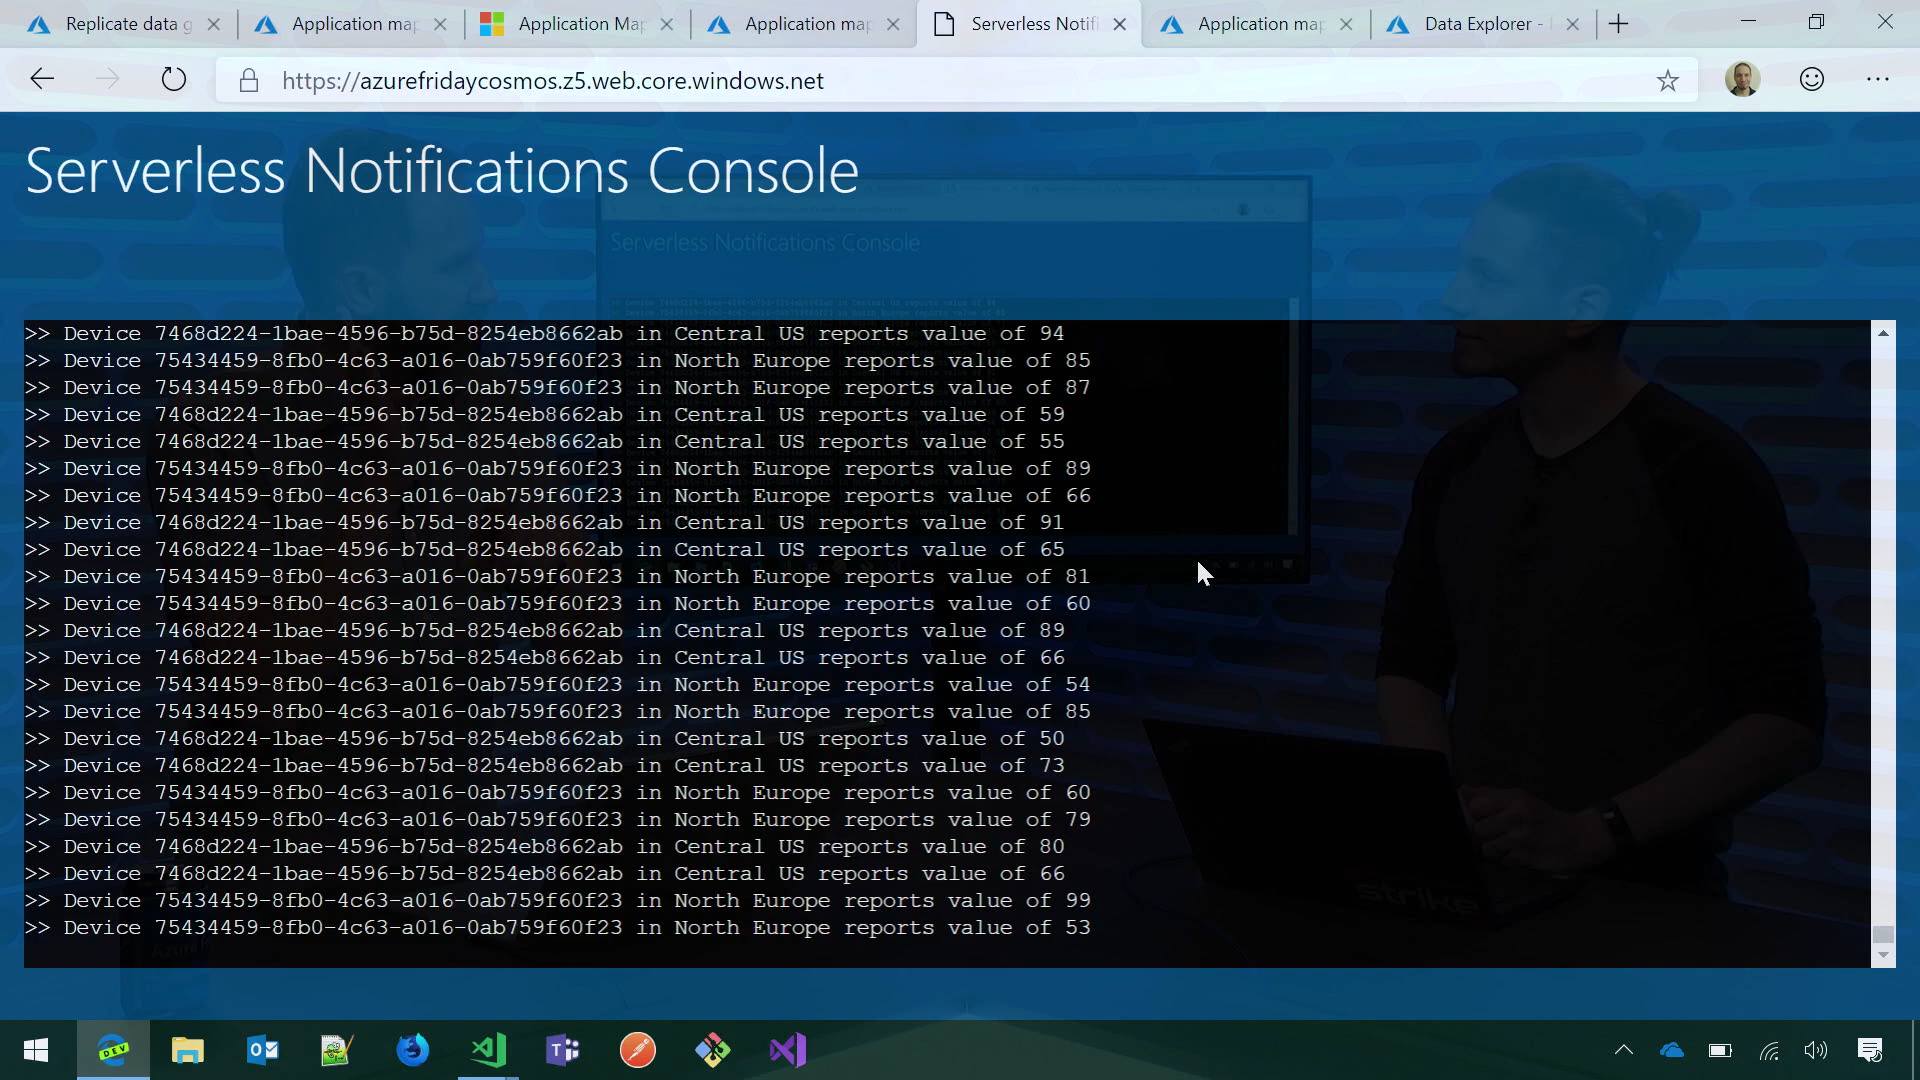 Replicate data g
Application map
Application Map
Application map
Serverless Notifi
Application map
Data Explorer -
https://azurefridaycosmos.z5.web.core.windows.net
Serverless Notifications Console
Serverless Notifications Console
>> Device 7468d224-1bae-4596-b75d-8254eb8662ab in Central US reports value of 94
>> Device 75434459-8fb0-4c63-a016-0ab759f60f23 in North Europe reports value of 85
>> Device 75434459-8fb0-4c63-a016-0ab759f60f23 in North Europe reports value of 87
>> Device 7468d224-1bae-4596-b75d-8254eb8662ab in Central US reports value of 59
>> Device 7468d224-1bae-4596-b75d-8254eb8662ab in Central US reports value of 55
>> Device 75434459-8fb0-4c63-a016-0ab759f60f23 in North Europe reports value of 89
>> Device 75434459-8fb0-4c63-a016-0ab759f60f23 in North Europe reports value of 66
>> Device 7468d224-1bae-4596-b75d-8254eb8662ab in Central US reports value of 91
>> Device 7468d224-1bae-4596-b75d-8254eb8662ab in Central US reports value of 65
>> Device 75434459-8fb0-4c63-a016-0ab759f60f23 in North Europe reports value of 81
>> Device 75434459-8fb0-4c63-a016-0ab759f60f23 in North Europe reports value of 60
>> Device 7468d224-1bae-4596-b75d-8254eb8662ab in Central US reports value of 89
>> Device 7468d224-1bae-4596-b75d-8254eb8662ab in Central US reports value of 66
>> Device 75434459-8fb0-4c63-a016-0ab759f60f23 in North Europe reports value of 54
>> Device 75434459-8fb0-4c63-a016-0ab759f60f23 in North Europe reports value of 85
>> Device 7468d224-1bae-4596-b75d-8254eb8662ab in Central US reports value of 50
>> Device 7468d224-1bae-4596-b75d-8254eb8662ab in Central US reports value of 73
>> Device 75434459-8fb0-4c63-a016-0ab759f60f23 in North Europe reports value of 60
>> Device 75434459-8fb0-4c63-a016-0ab759f60f23 in North Europe reports value of 79
>> Device 7468d224-1bae-4596-b75d-8254eb8662ab in Central US reports value of 80
>> Device 7468d224-1bae-4596-b75d-8254eb8662ab in Central US reports value of 66
>> Device 75434459-8fb0-4c63-a016-0ab759f60f23 in North Europe reports value of 99
>> Device 75434459-8fb0-4c63-a016-0ab759f60f23 in North Europe reports value of 53
strike
DEV